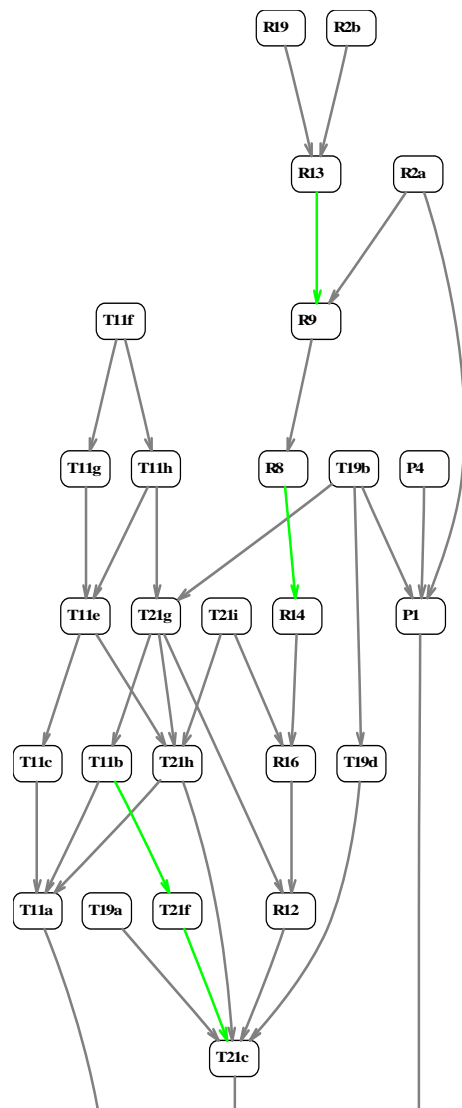 R19 R2b
R13 R2a
T11f R9
T11g T11h R8 T19b P4
T11e T21g T21i R14 P1
T11c T11b T21h R16 T19d
T11a T19a T21f R12
T21c